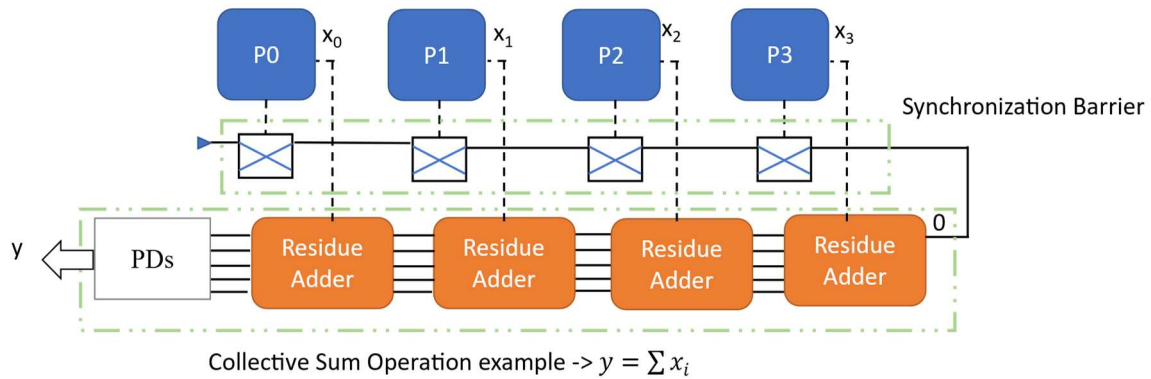 P0
x₀
P1
x₁
P2
x₂
P3
x₃
Synchronization Barrier
0
y
PDs
Residue
Adder
Residue
Adder
Residue
Adder
Residue
Adder
Collective Sum Operation example -> y = ∑ xᵢ